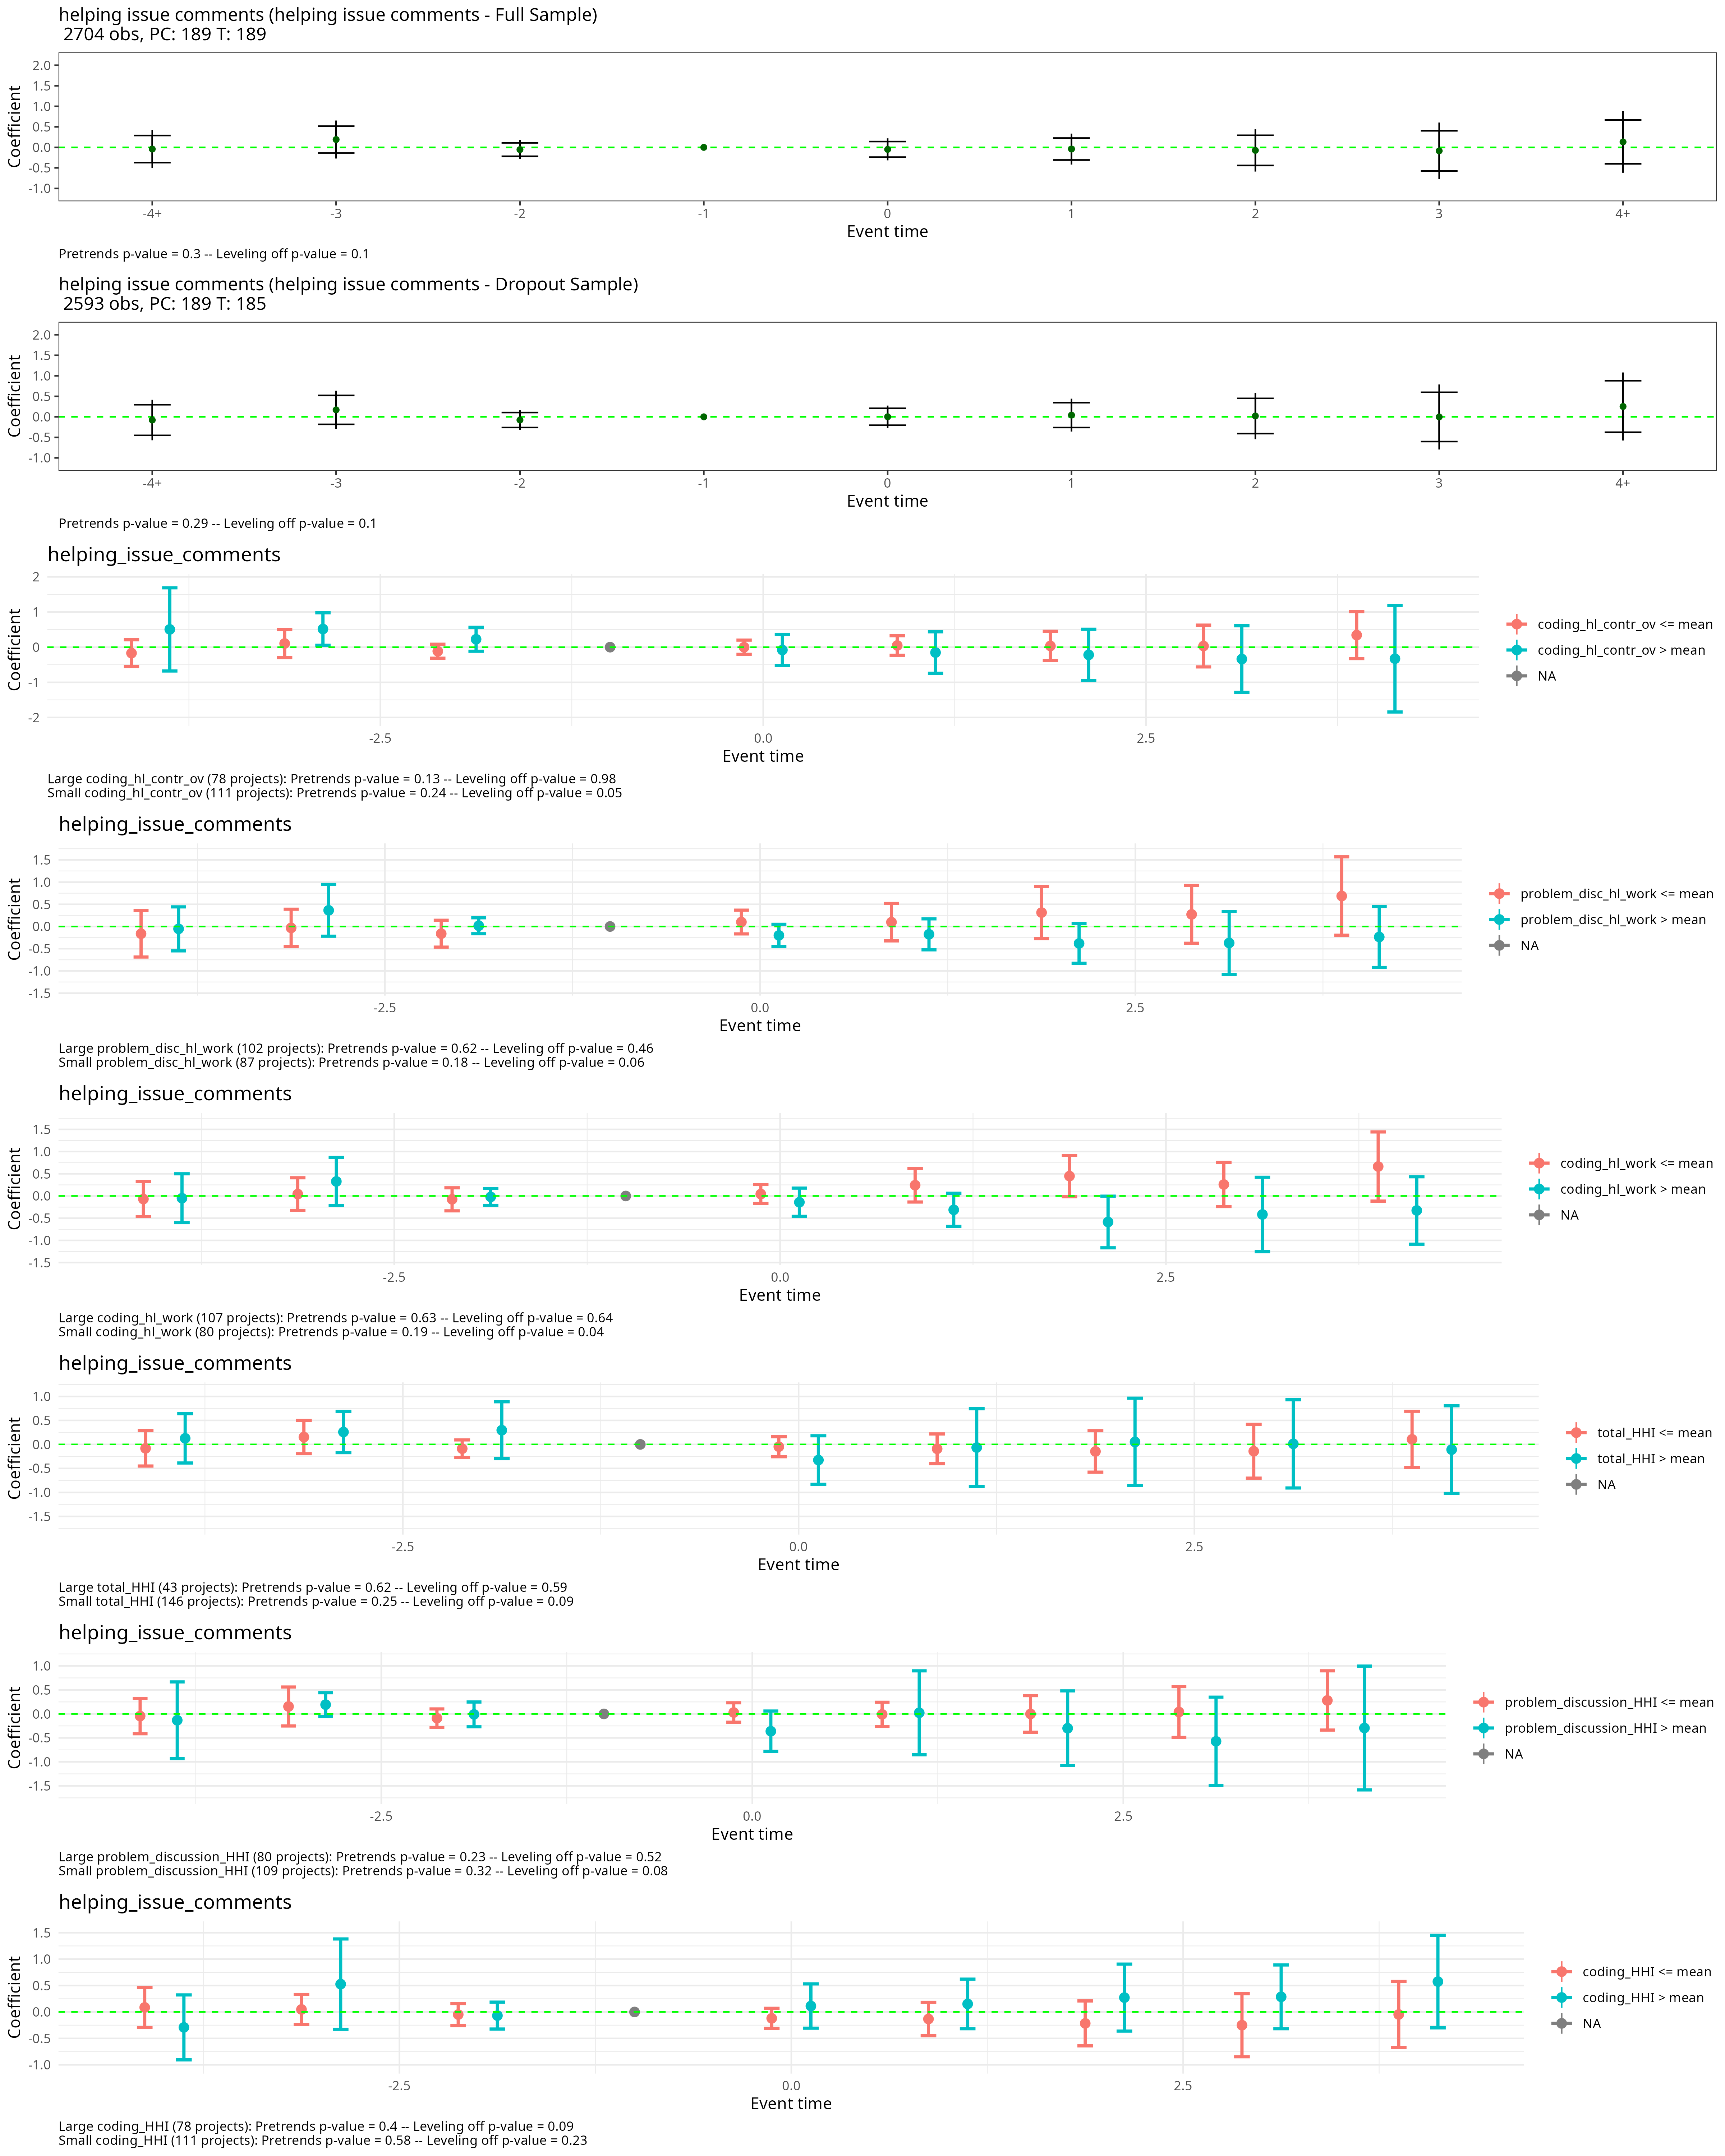 helping issue comments (helping issue comments - Full Sample)
2704 obs, PC: 189 T: 189
2.0
1.5
1.0
0.5
0.0
-0.5
-1.0
Coefficient
-4+ -3 -2 -1 0 1 2 3 4+
Event time
Pretrends p-value = 0.3 -- Leveling off p-value = 0.1
helping issue comments (helping issue comments - Dropout Sample)
2593 obs, PC: 189 T: 185
2.0
1.5
1.0
0.5
0.0
-0.5
-1.0
Coefficient
-4+ -3 -2 -1 0 1 2 3 4+
Event time
Pretrends p-value = 0.29 -- Leveling off p-value = 0.1
helping_issue_comments
2
1
0
-1
-2
Coefficient
-2.5 0.0 2.5
Event time
coding_hl_contr_ov <= mean
coding_hl_contr_ov > mean
NA
Large coding_hl_contr_ov (78 projects): Pretrends p-value = 0.13 -- Leveling off p-value = 0.98
Small coding_hl_contr_ov (111 projects): Pretrends p-value = 0.24 -- Leveling off p-value = 0.05
helping_issue_comments
1.5
1.0
0.5
0.0
-0.5
-1.0
-1.5
Coefficient
-2.5 0.0 2.5
Event time
problem_disc_hl_work <= mean
problem_disc_hl_work > mean
NA
Large problem_disc_hl_work (102 projects): Pretrends p-value = 0.62 -- Leveling off p-value = 0.46
Small problem_disc_hl_work (87 projects): Pretrends p-value = 0.18 -- Leveling off p-value = 0.06
helping_issue_comments
1.5
1.0
0.5
0.0
-0.5
-1.0
-1.5
Coefficient
-2.5 0.0 2.5
Event time
coding_hl_work <= mean
coding_hl_work > mean
NA
Large coding_hl_work (107 projects): Pretrends p-value = 0.63 -- Leveling off p-value = 0.64
Small coding_hl_work (80 projects): Pretrends p-value = 0.19 -- Leveling off p-value = 0.04
helping_issue_comments
1.0
0.5
0.0
-0.5
-1.0
-1.5
Coefficient
-2.5 0.0 2.5
Event time
total_HHI <= mean
total_HHI > mean
NA
Large total_HHI (43 projects): Pretrends p-value = 0.62 -- Leveling off p-value = 0.59
Small total_HHI (146 projects): Pretrends p-value = 0.25 -- Leveling off p-value = 0.09
helping_issue_comments
1.0
0.5
0.0
-0.5
-1.0
-1.5
Coefficient
-2.5 0.0 2.5
Event time
problem_discussion_HHI <= mean
problem_discussion_HHI > mean
NA
Large problem_discussion_HHI (80 projects): Pretrends p-value = 0.23 -- Leveling off p-value = 0.52
Small problem_discussion_HHI (109 projects): Pretrends p-value = 0.32 -- Leveling off p-value = 0.08
helping_issue_comments
1.5
1.0
0.5
0.0
-0.5
-1.0
Coefficient
-2.5 0.0 2.5
Event time
coding_HHI <= mean
coding_HHI > mean
NA
Large coding_HHI (78 projects): Pretrends p-value = 0.4 -- Leveling off p-value = 0.09
Small coding_HHI (111 projects): Pretrends p-value = 0.58 -- Leveling off p-value = 0.23